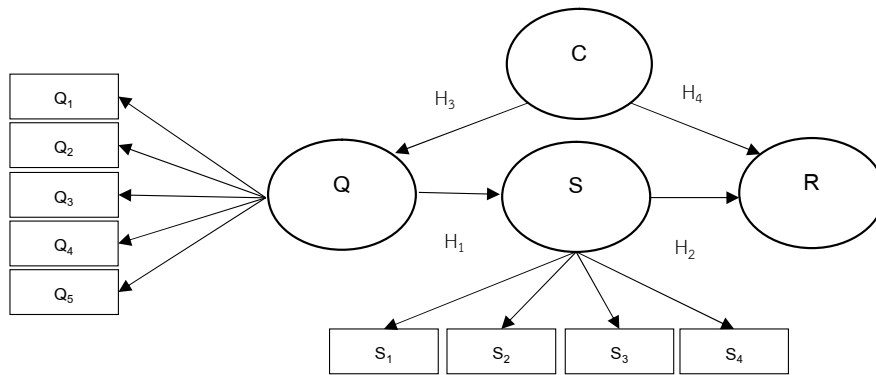 C
H₃
H₄
Q₁
Q₂
Q₃
Q₄
Q₅
Q
S
R
H₁
H₂
S₁
S₂
S₃
S₄